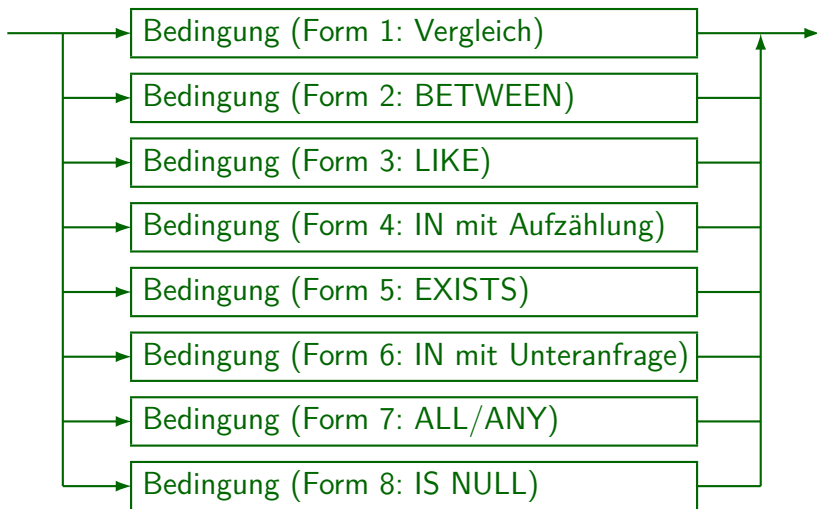 Bedingung (Form 1: Vergleich)
Bedingung (Form 2: BETWEEN)
Bedingung (Form 3: LIKE)
Bedingung (Form 4: IN mit Aufzählung)
Bedingung (Form 5: EXISTS)
Bedingung (Form 6: IN mit Unteranfrage)
Bedingung (Form 7: ALL/ANY)
Bedingung (Form 8: IS NULL)